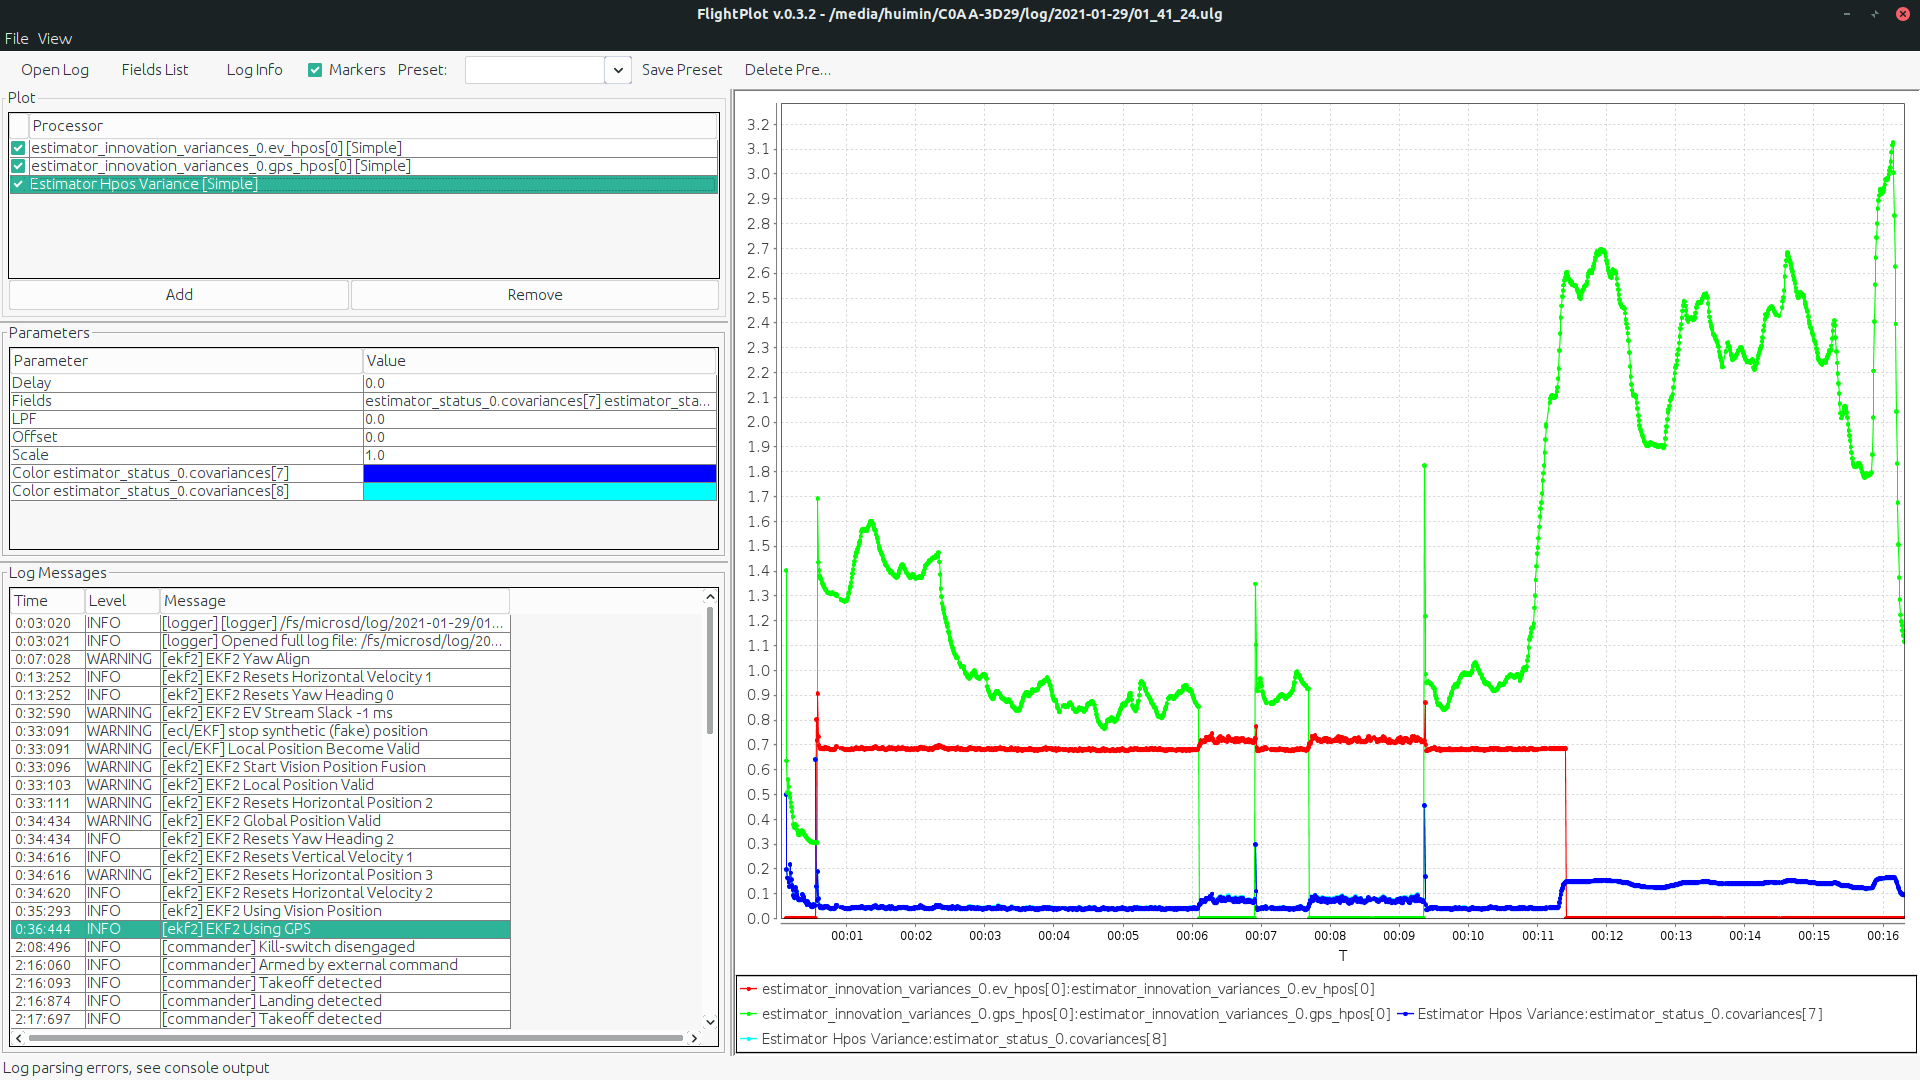 FlightPlot v.0.3.2 - /media/huimin/C0AA-3D29/log/2021-01-29/01_41_24.ulg
File View
Open Log Fields List Log Info Markers Preset: Save Preset Delete Pre...
Plot
Processor
estimator_innovation_variances_0.ev_hpos[0] [Simple]
estimator_innovation_variances_0.gps_hpos[0] [Simple]
Estimator Hpos Variance [Simple]
Add Remove
Parameters
Parameter Value
Delay 0.0
Fields estimator_status_0.covariances[7] estimator_sta...
LPF 0.0
Offset 0.0
Scale 1.0
Color estimator_status_0.covariances[7]
Color estimator_status_0.covariances[8]
Log Messages
Time Level Message
0:03:020 INFO [logger] [logger] /fs/microsd/log/2021-01-29/01...
0:03:021 INFO [logger] Opened full log file: /fs/microsd/log/20...
0:07:028 WARNING [ekf2] EKF2 Yaw Align
0:13:252 INFO [ekf2] EKF2 Resets Horizontal Velocity 1
0:13:252 INFO [ekf2] EKF2 Resets Yaw Heading 0
0:32:590 WARNING [ekf2] EKF2 EV Stream Slack -1 ms
0:33:091 WARNING [ecl/EKF] stop synthetic (fake) position
0:33:091 WARNING [ecl/EKF] Local Position Become Valid
0:33:096 WARNING [ekf2] EKF2 Start Vision Position Fusion
0:33:103 WARNING [ekf2] EKF2 Local Position Valid
0:33:111 WARNING [ekf2] EKF2 Resets Horizontal Position 2
0:34:434 WARNING [ekf2] EKF2 Global Position Valid
0:34:434 INFO [ekf2] EKF2 Resets Yaw Heading 2
0:34:616 INFO [ekf2] EKF2 Resets Vertical Velocity 1
0:34:616 WARNING [ekf2] EKF2 Resets Horizontal Position 3
0:34:620 INFO [ekf2] EKF2 Resets Horizontal Velocity 2
0:35:293 INFO [ekf2] EKF2 Using Vision Position
0:36:444 INFO [ekf2] EKF2 Using GPS
2:08:496 INFO [commander] Kill-switch disengaged
2:16:060 INFO [commander] Armed by external command
2:16:093 INFO [commander] Takeoff detected
2:16:874 INFO [commander] Landing detected
2:17:697 INFO [commander] Takeoff detected
Log parsing errors, see console output
3.2
3.1
3.0
2.9
2.8
2.7
2.6
2.5
2.4
2.3
2.2
2.1
2.0
1.9
1.8
1.7
1.6
1.5
1.4
1.3
1.2
1.1
1.0
0.9
0.8
0.7
0.6
0.5
0.4
0.3
0.2
0.1
0.0
00:01 00:02 00:03 00:04 00:05 00:06 00:07 00:08 00:09 00:10 00:11 00:12 00:13 00:14 00:15 00:16
T
estimator_innovation_variances_0.ev_hpos[0]:estimator_innovation_variances_0.ev_hpos[0]
estimator_innovation_variances_0.gps_hpos[0]:estimator_innovation_variances_0.gps_hpos[0] Estimator Hpos Variance:estimator_status_0.covariances[7]
Estimator Hpos Variance:estimator_status_0.covariances[8]